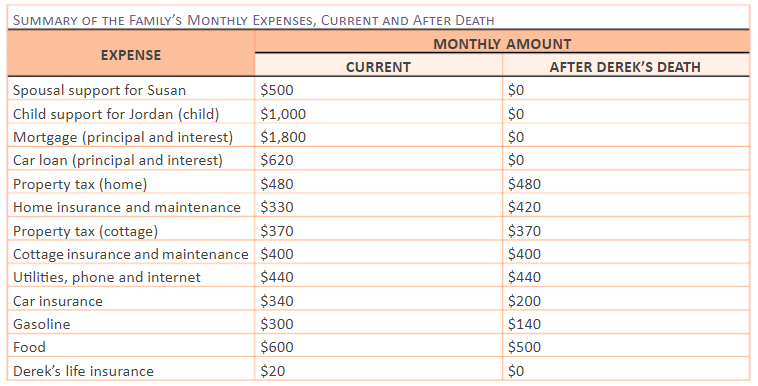 SUMMARY OF THE FAMILY'S MONTHLY EXPENSES, CURRENT AND AFTER DEATH
EXPENSE
MONTHLY AMOUNT
CURRENT AFTER DEREK'S DEATH
Spousal support for Susan $500 $0
Child support for Jordan (child) $1,000 $0
Mortgage (principal and interest) $1,800 $0
Car loan (principal and interest) $620 $0
Property tax (home) $480 $480
Home insurance and maintenance $330 $420
Property tax (cottage) $370 $370
Cottage insurance and maintenance $400 $400
Utilities, phone and internet $440 $440
Car insurance $340 $200
Gasoline $300 $140
Food $600 $500
Derek's life insurance $20 $0